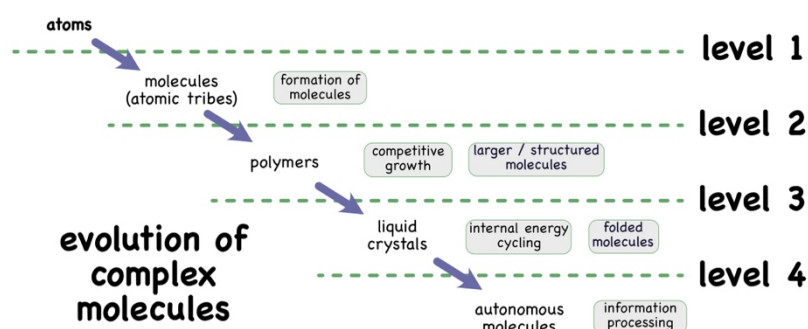 atoms
level 1
molecules
(atomic tribes)
formation of
molecules
level 2
polymers
competitive
growth
larger / structured
molecules
level 3
evolution of
complex
molecules
liquid
crystals
internal energy
cycling
folded
molecules
level 4
autonomous
molecules
information
processing